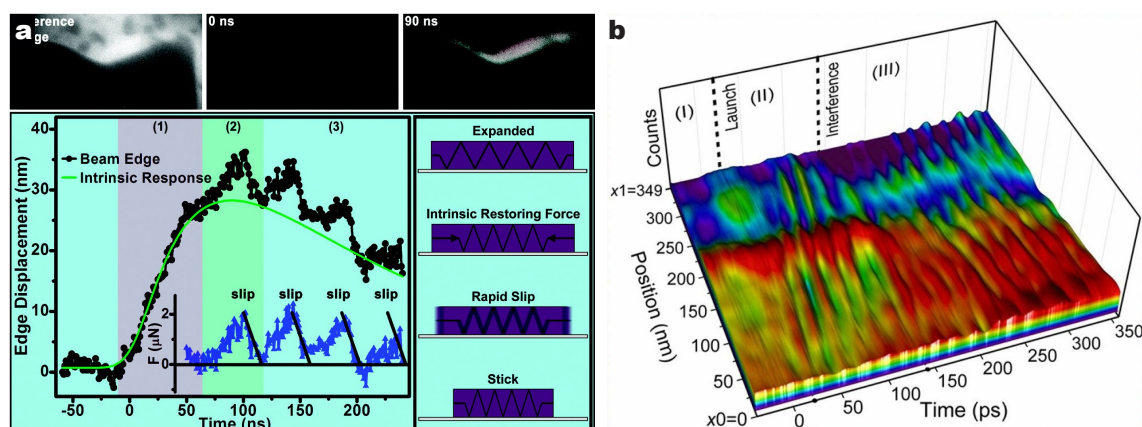 a
erence
ge
0 ns
90 ns
(1)
(2)
(3)
Beam Edge
Intrinsic Response
Edge Displacement (nm)
40
30
20
10
0
slip
slip
slip
slip
F (µN)
2
1
0
-50
0
50
100
150
200
Time (ns)
Expanded
Intrinsic Restoring Force
Rapid Slip
Stick
b
(I)
Launch
(II)
Interference
(III)
Counts
x1=349
300
250
200
150
100
50
x0=0
Position (nm)
0
50
100
150
200
250
300
350
Time (ps)